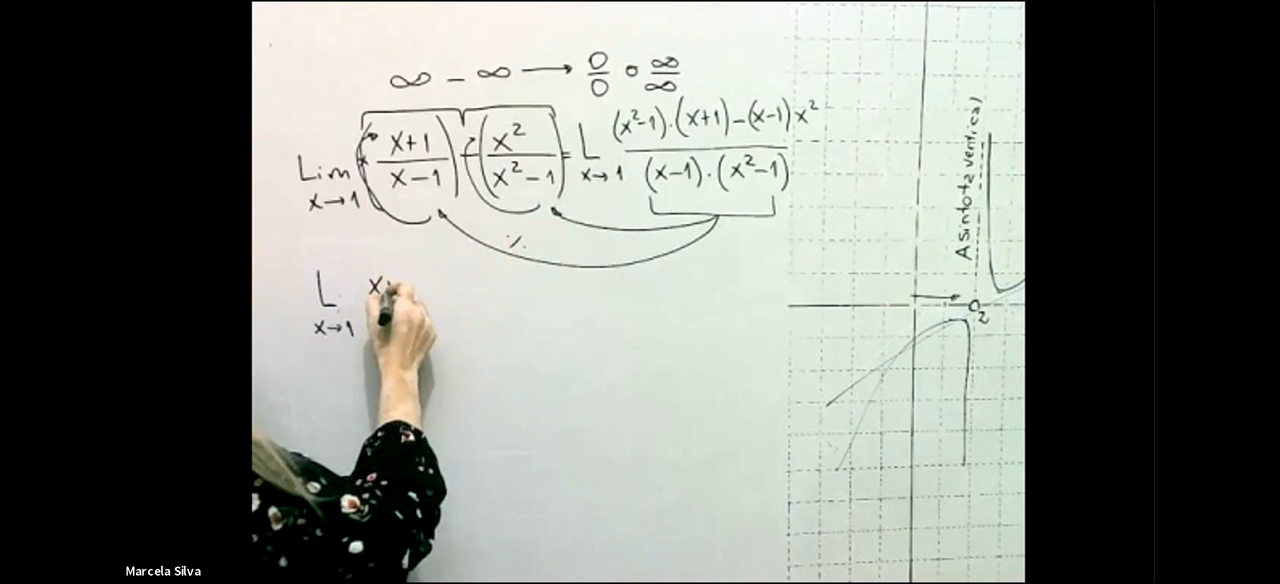 ∞ − ∞ → 0/0 o ∞/∞
Lim x→1 (x+1)/(x−1) − (x²)/(x²−1) = L x→1 ((x²−1).(x+1)−(x−1)x²)/((x−1).(x²−1))
Asintota vertical
L x→1 x
2
Marcela Silva